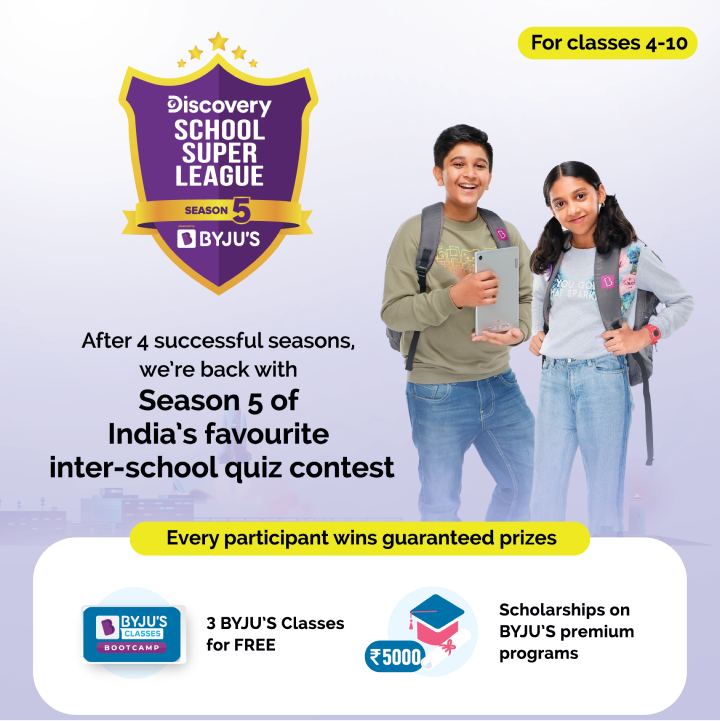 For classes 4-10
Discovery
SCHOOL
SUPER
LEAGUE
SEASON 5
BYJU'S
After 4 successful seasons,
we're back with
Season 5 of
India's favourite
inter-school quiz contest
Every participant wins guaranteed prizes
BYJU'S
CLASSES
BOOTCAMP
3 BYJU'S Classes
for FREE
₹5000
Scholarships on
BYJU'S premium
programs